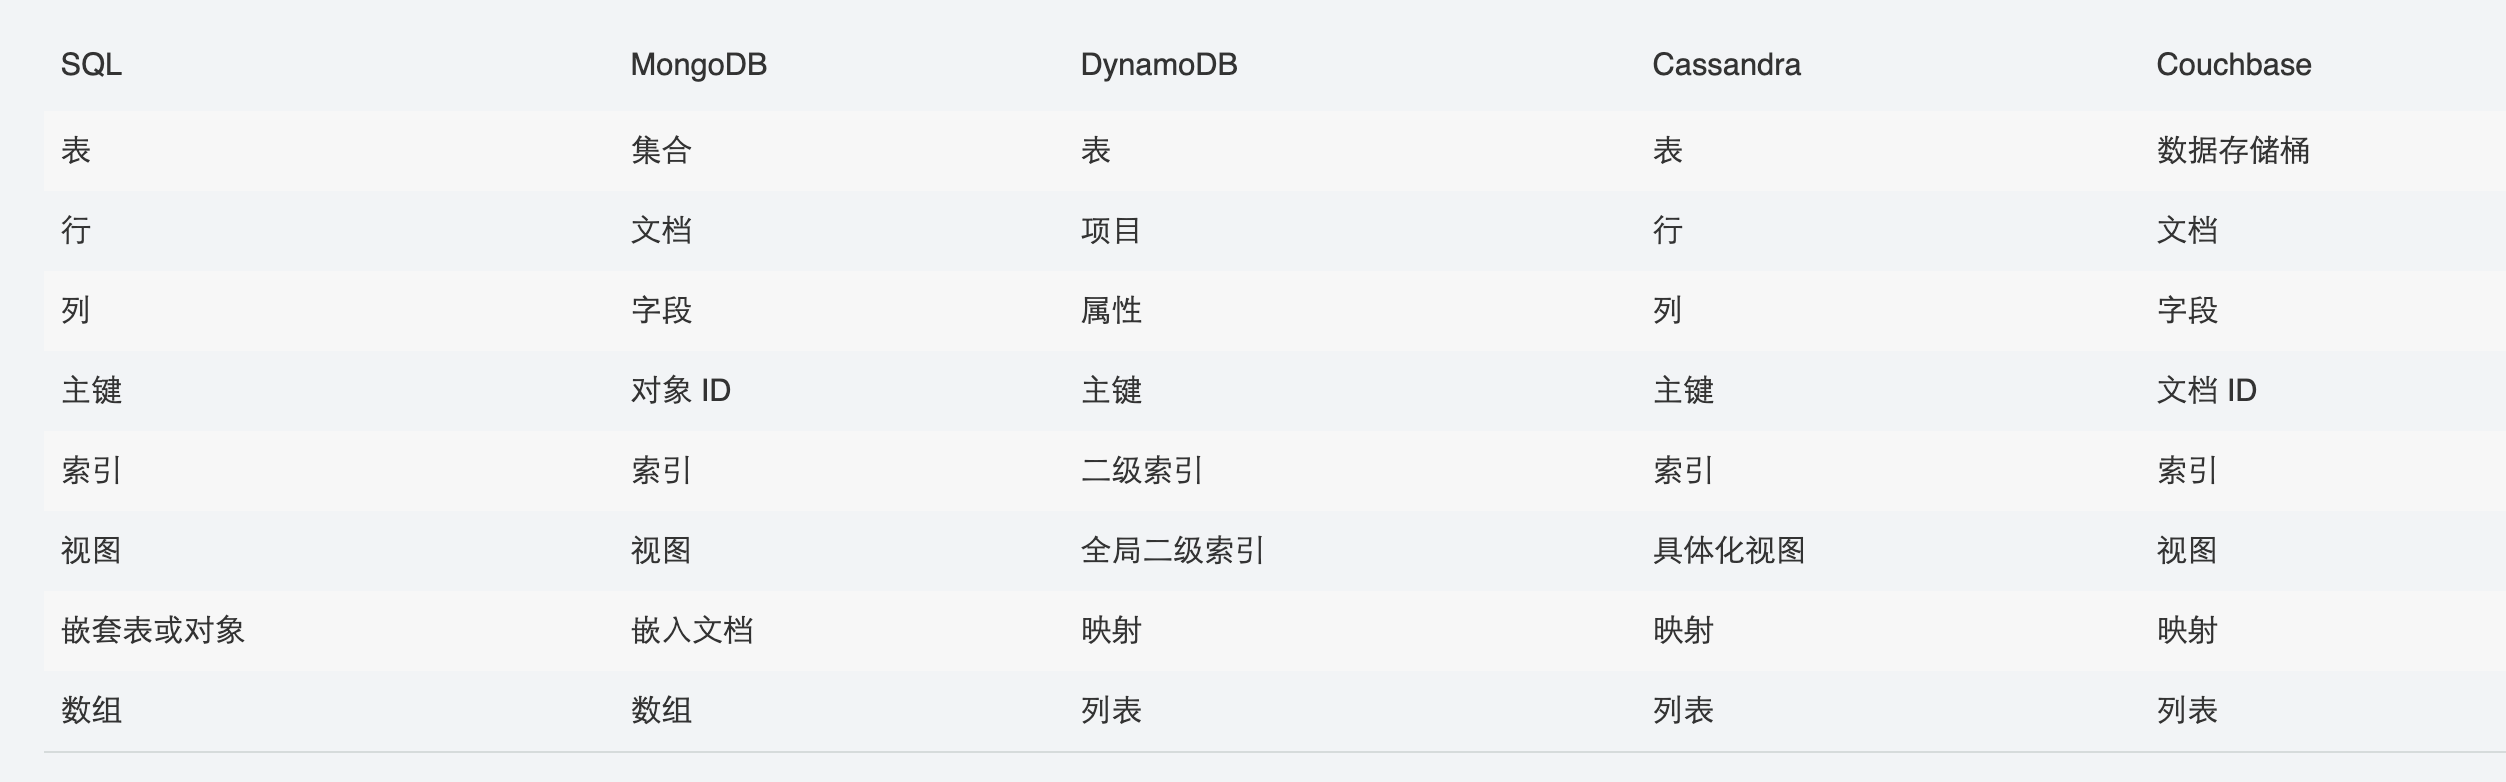 SQL MongoDB DynamoDB Cassandra Couchbase
表 集合 表 表 数据存储桶
行 文档 项目 行 文档
列 字段 属性 列 字段
主键 对象 ID 主键 主键 文档 ID
索引 索引 二级索引 索引 索引
视图 视图 全局二级索引 具体化视图 视图
嵌套表或对象 嵌入文档 映射 映射 映射
数组 数组 列表 列表 列表